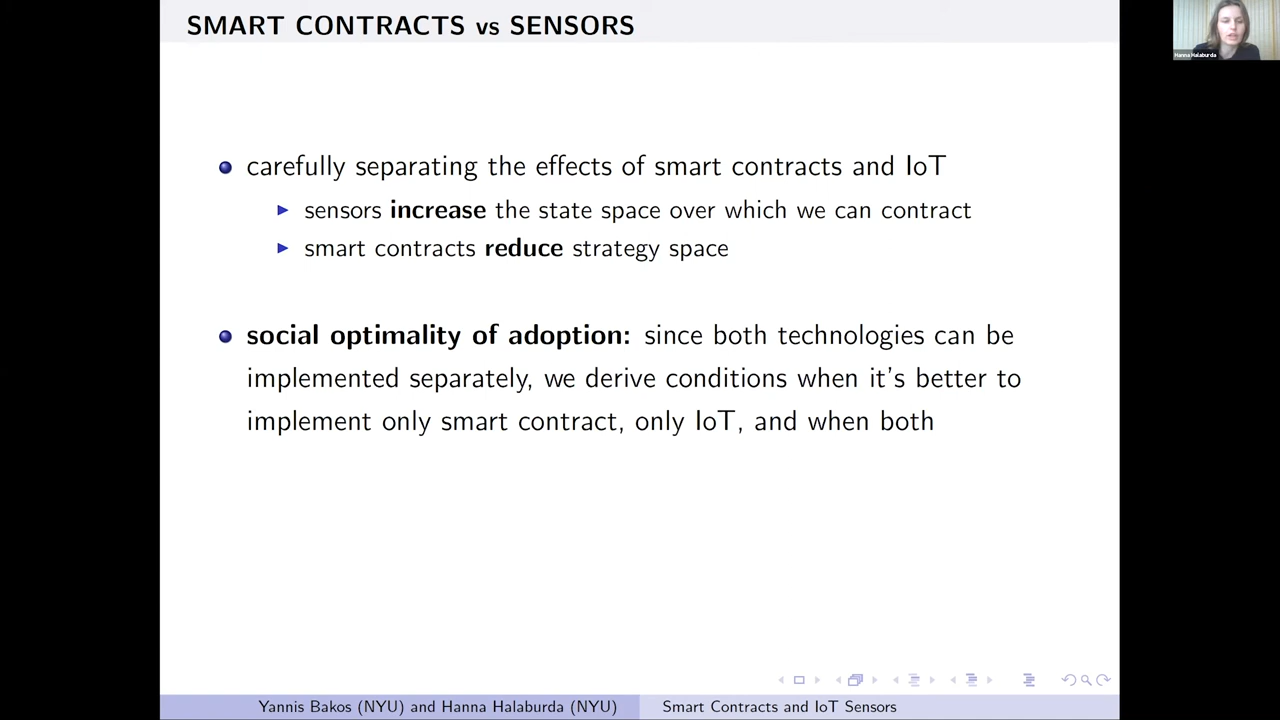 SMART CONTRACTS vs SENSORS
Hanna Halaburda
carefully separating the effects of smart contracts and IoT
sensors increase the state space over which we can contract
smart contracts reduce strategy space
social optimality of adoption: since both technologies can be
implemented separately, we derive conditions when it's better to
implement only smart contract, only IoT, and when both
Yannis Bakos (NYU) and Hanna Halaburda (NYU)
Smart Contracts and IoT Sensors